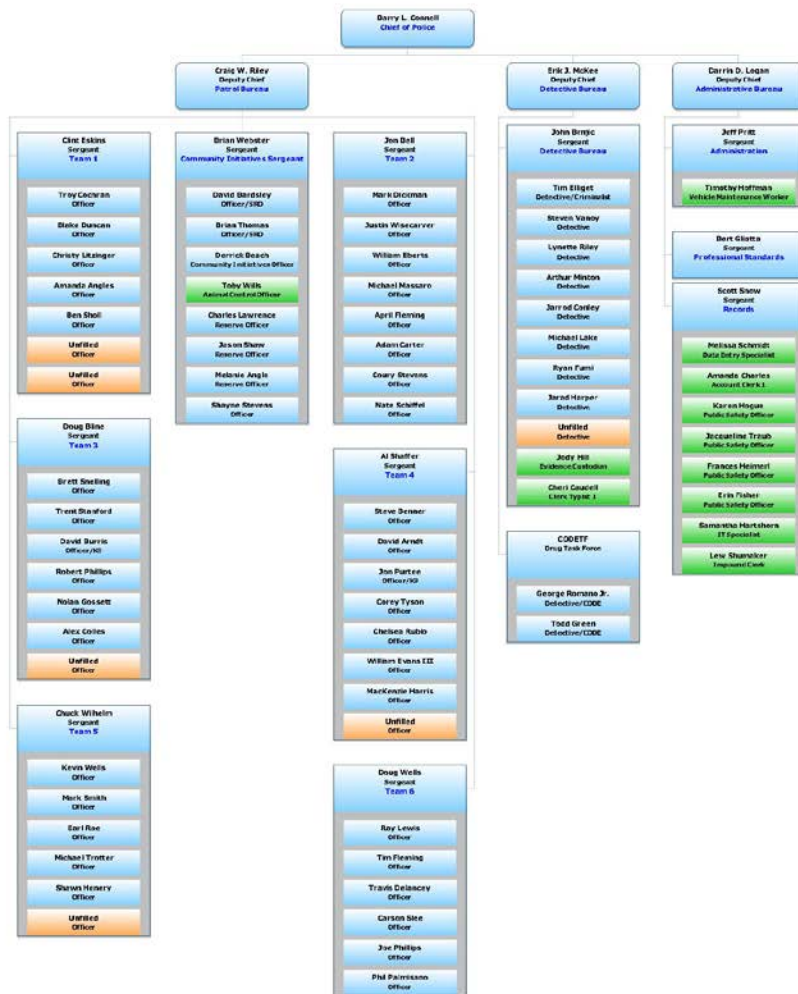 Barry L. Connell
Chief of Police
Craig W. Riley
Deputy Chief
Patrol Bureau
Erik J. McKee
Deputy Chief
Detective Bureau
Darrin D. Logan
Deputy Chief
Administrative Bureau
Clint Eskins
Sergeant
Team 1
Troy Cochran
Officer
Blake Duncan
Officer
Christy Litzinger
Officer
Amanda Angles
Officer
Ben Sholl
Officer
Unfilled
Officer
Unfilled
Officer
Doug Bline
Sergeant
Team 3
Brett Snelling
Officer
Trent Stanford
Officer
David Burris
Officer/K9
Robert Phillips
Officer
Nolan Gossett
Officer
Alex Colles
Officer
Unfilled
Officer
Chuck Wilhelm
Sergeant
Team 5
Kevin Wells
Officer
Mark Smith
Officer
Earl Roe
Officer
Michael Trotter
Officer
Shawn Henery
Officer
Unfilled
Officer
Brian Webster
Sergeant
Community Initiatives Sergeant
David Bardsley
Officer/SRO
Brian Thomas
Officer/SRO
Derrick Beach
Community Initiatives Officer
Toby Wills
Animal Control Officer
Charles Lawrence
Reserve Officer
Jason Shaw
Reserve Officer
Melanie Angle
Reserve Officer
Shayne Stevens
Officer
Jon Bell
Sergeant
Team 2
Mark Dickman
Officer
Justin Wisecarver
Officer
William Eberts
Officer
Michael Massaro
Officer
April Fleming
Officer
Adam Carter
Officer
Coury Stevens
Officer
Nate Schiffel
Officer
Al Shaffer
Sergeant
Team 4
Steve Benner
Officer
David Arndt
Officer
Jon Purtee
Officer/K9
Corey Tyson
Officer
Chelsea Rubio
Officer
William Evans III
Officer
MacKenzie Harris
Officer
Unfilled
Officer
Doug Wells
Sergeant
Team 6
Ray Lewis
Officer
Tim Fleming
Officer
Travis Delancey
Officer
Carson Slee
Officer
Joe Phillips
Officer
Phil Palmisano
Officer
John Brnjic
Sergeant
Detective Bureau
Tim Elliget
Detective/Criminalist
Steven Vanoy
Detective
Lynette Riley
Detective
Arthur Minton
Detective
Jarrod Conley
Detective
Michael Lake
Detective
Ryan Fumi
Detective
Jarad Harper
Detective
Unfilled
Detective
Jody Hill
Evidence Custodian
Cheri Caudell
Clerk Typist 1
CODETF
Drug Task Force
George Romano Jr.
Detective/CODE
Todd Green
Detective/CODE
Jeff Pritt
Sergeant
Administration
Timothy Hoffman
Vehicle Maintenance Worker
Bert Gliatta
Sergeant
Professional Standards
Scott Snow
Sergeant
Records
Melissa Schmidt
Data Entry Specialist
Amanda Charles
Account Clerk 1
Karen Hogue
Public Safety Officer
Jacqueline Traub
Public Safety Officer
Frances Heimerl
Public Safety Officer
Erin Fisher
Public Safety Officer
Samantha Hartshorn
IT Specialist
Lew Shumaker
Impound Clerk